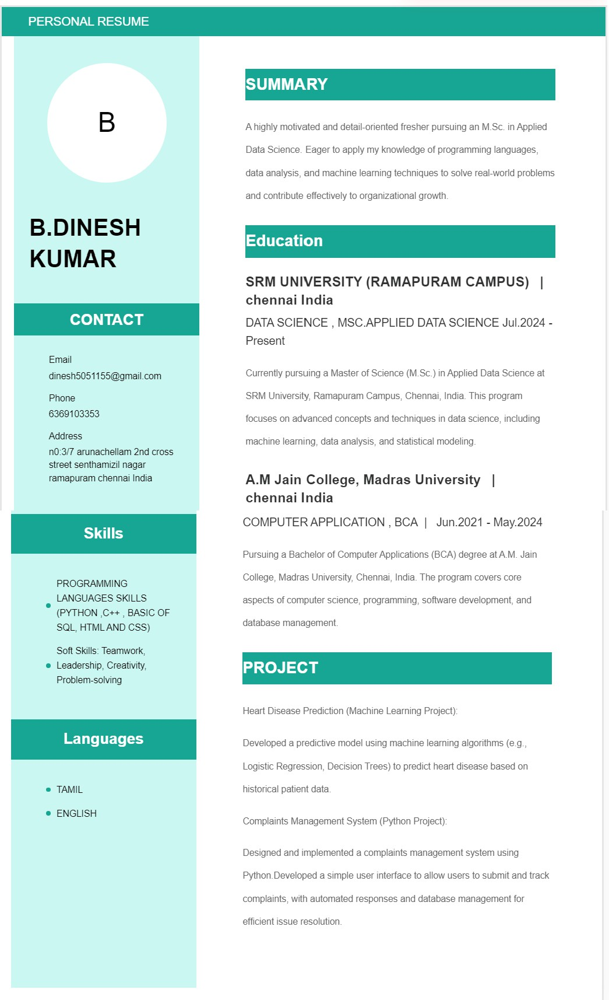 PERSONAL RESUME
B
B.DINESH
KUMAR
CONTACT
Email
dinesh5051155@gmail.com
Phone
6369103353
Address
n0:3/7 arunachellam 2nd cross
street senthamizil nagar
ramapuram chennai India
Skills
PROGRAMMING
LANGUAGES SKILLS
(PYTHON ,C++ , BASIC OF
SQL, HTML AND CSS)
Soft Skills: Teamwork,
Leadership, Creativity,
Problem-solving
Languages
TAMIL
ENGLISH
SUMMARY
A highly motivated and detail-oriented fresher pursuing an M.Sc. in Applied
Data Science. Eager to apply my knowledge of programming languages,
data analysis, and machine learning techniques to solve real-world problems
and contribute effectively to organizational growth.
Education
SRM UNIVERSITY (RAMAPURAM CAMPUS) |
chennai India
DATA SCIENCE , MSC.APPLIED DATA SCIENCE Jul.2024 -
Present
Currently pursuing a Master of Science (M.Sc.) in Applied Data Science at
SRM University, Ramapuram Campus, Chennai, India. This program
focuses on advanced concepts and techniques in data science, including
machine learning, data analysis, and statistical modeling.
A.M Jain College, Madras University |
chennai India
COMPUTER APPLICATION , BCA | Jun.2021 - May.2024
Pursuing a Bachelor of Computer Applications (BCA) degree at A.M. Jain
College, Madras University, Chennai, India. The program covers core
aspects of computer science, programming, software development, and
database management.
PROJECT
Heart Disease Prediction (Machine Learning Project):
Developed a predictive model using machine learning algorithms (e.g.,
Logistic Regression, Decision Trees) to predict heart disease based on
historical patient data.
Complaints Management System (Python Project):
Designed and implemented a complaints management system using
Python.Developed a simple user interface to allow users to submit and track
complaints, with automated responses and database management for
efficient issue resolution.